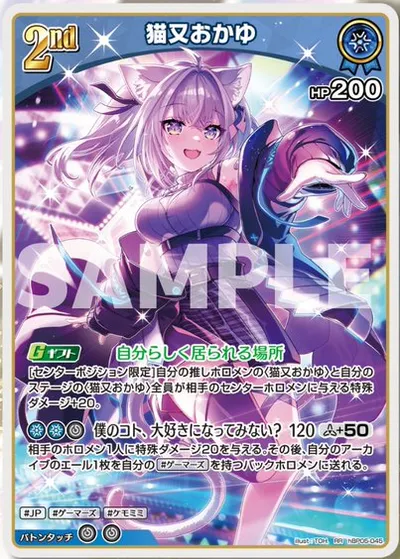 2nd
猫又おかゆ
HP200
SAMPLE
Gギフト 自分らしく居られる場所
[センターポジション限定]自分の推しホロメンの〈猫又おかゆ〉と自分の
ステージの〈猫又おかゆ〉全員が相手のセンターホロメンに与える特殊
ダメージ+20。
僕のコト、大好きになってみない? 120 +50
相手のホロメン1人に特殊ダメージ20を与える。その後、自分のアーカ
イブのエール1枚を自分の#ゲーマーズを持つバックホロメンに送れる。
#JP #ゲーマーズ #ケモミミ
バトンタッチ
illust. TOH RR hBP05-045